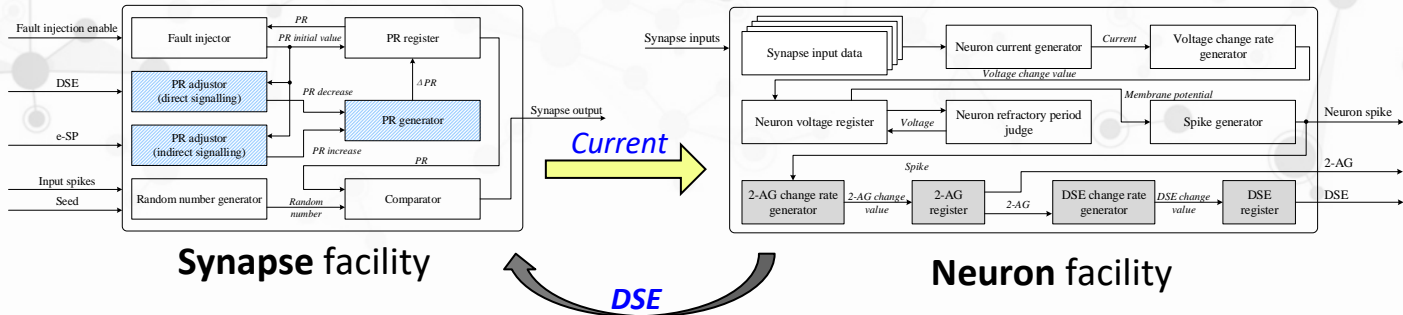 Fault injection enable
DSE
e-SP
Input spikes
Seed
Fault injector
PR
PR initial value
PR register
PR adjustor
(direct signalling)
PR decrease
Δ PR
PR generator
PR adjustor
(indirect signalling)
PR increase
PR
Random number generator
Random
number
Comparator
Synapse output
Synapse facility
Current
DSE
Synapse inputs
Synapse input data
Neuron current generator
Current
Voltage change rate
generator
Voltage change value
Membrane potential
Neuron voltage register
Voltage
Neuron refractory period
judge
Spike generator
Neuron spike
Spike
2-AG
2-AG change rate
generator
2-AG change
value
2-AG
register
2-AG
DSE change rate
generator
DSE change
value
DSE
register
DSE
Neuron facility